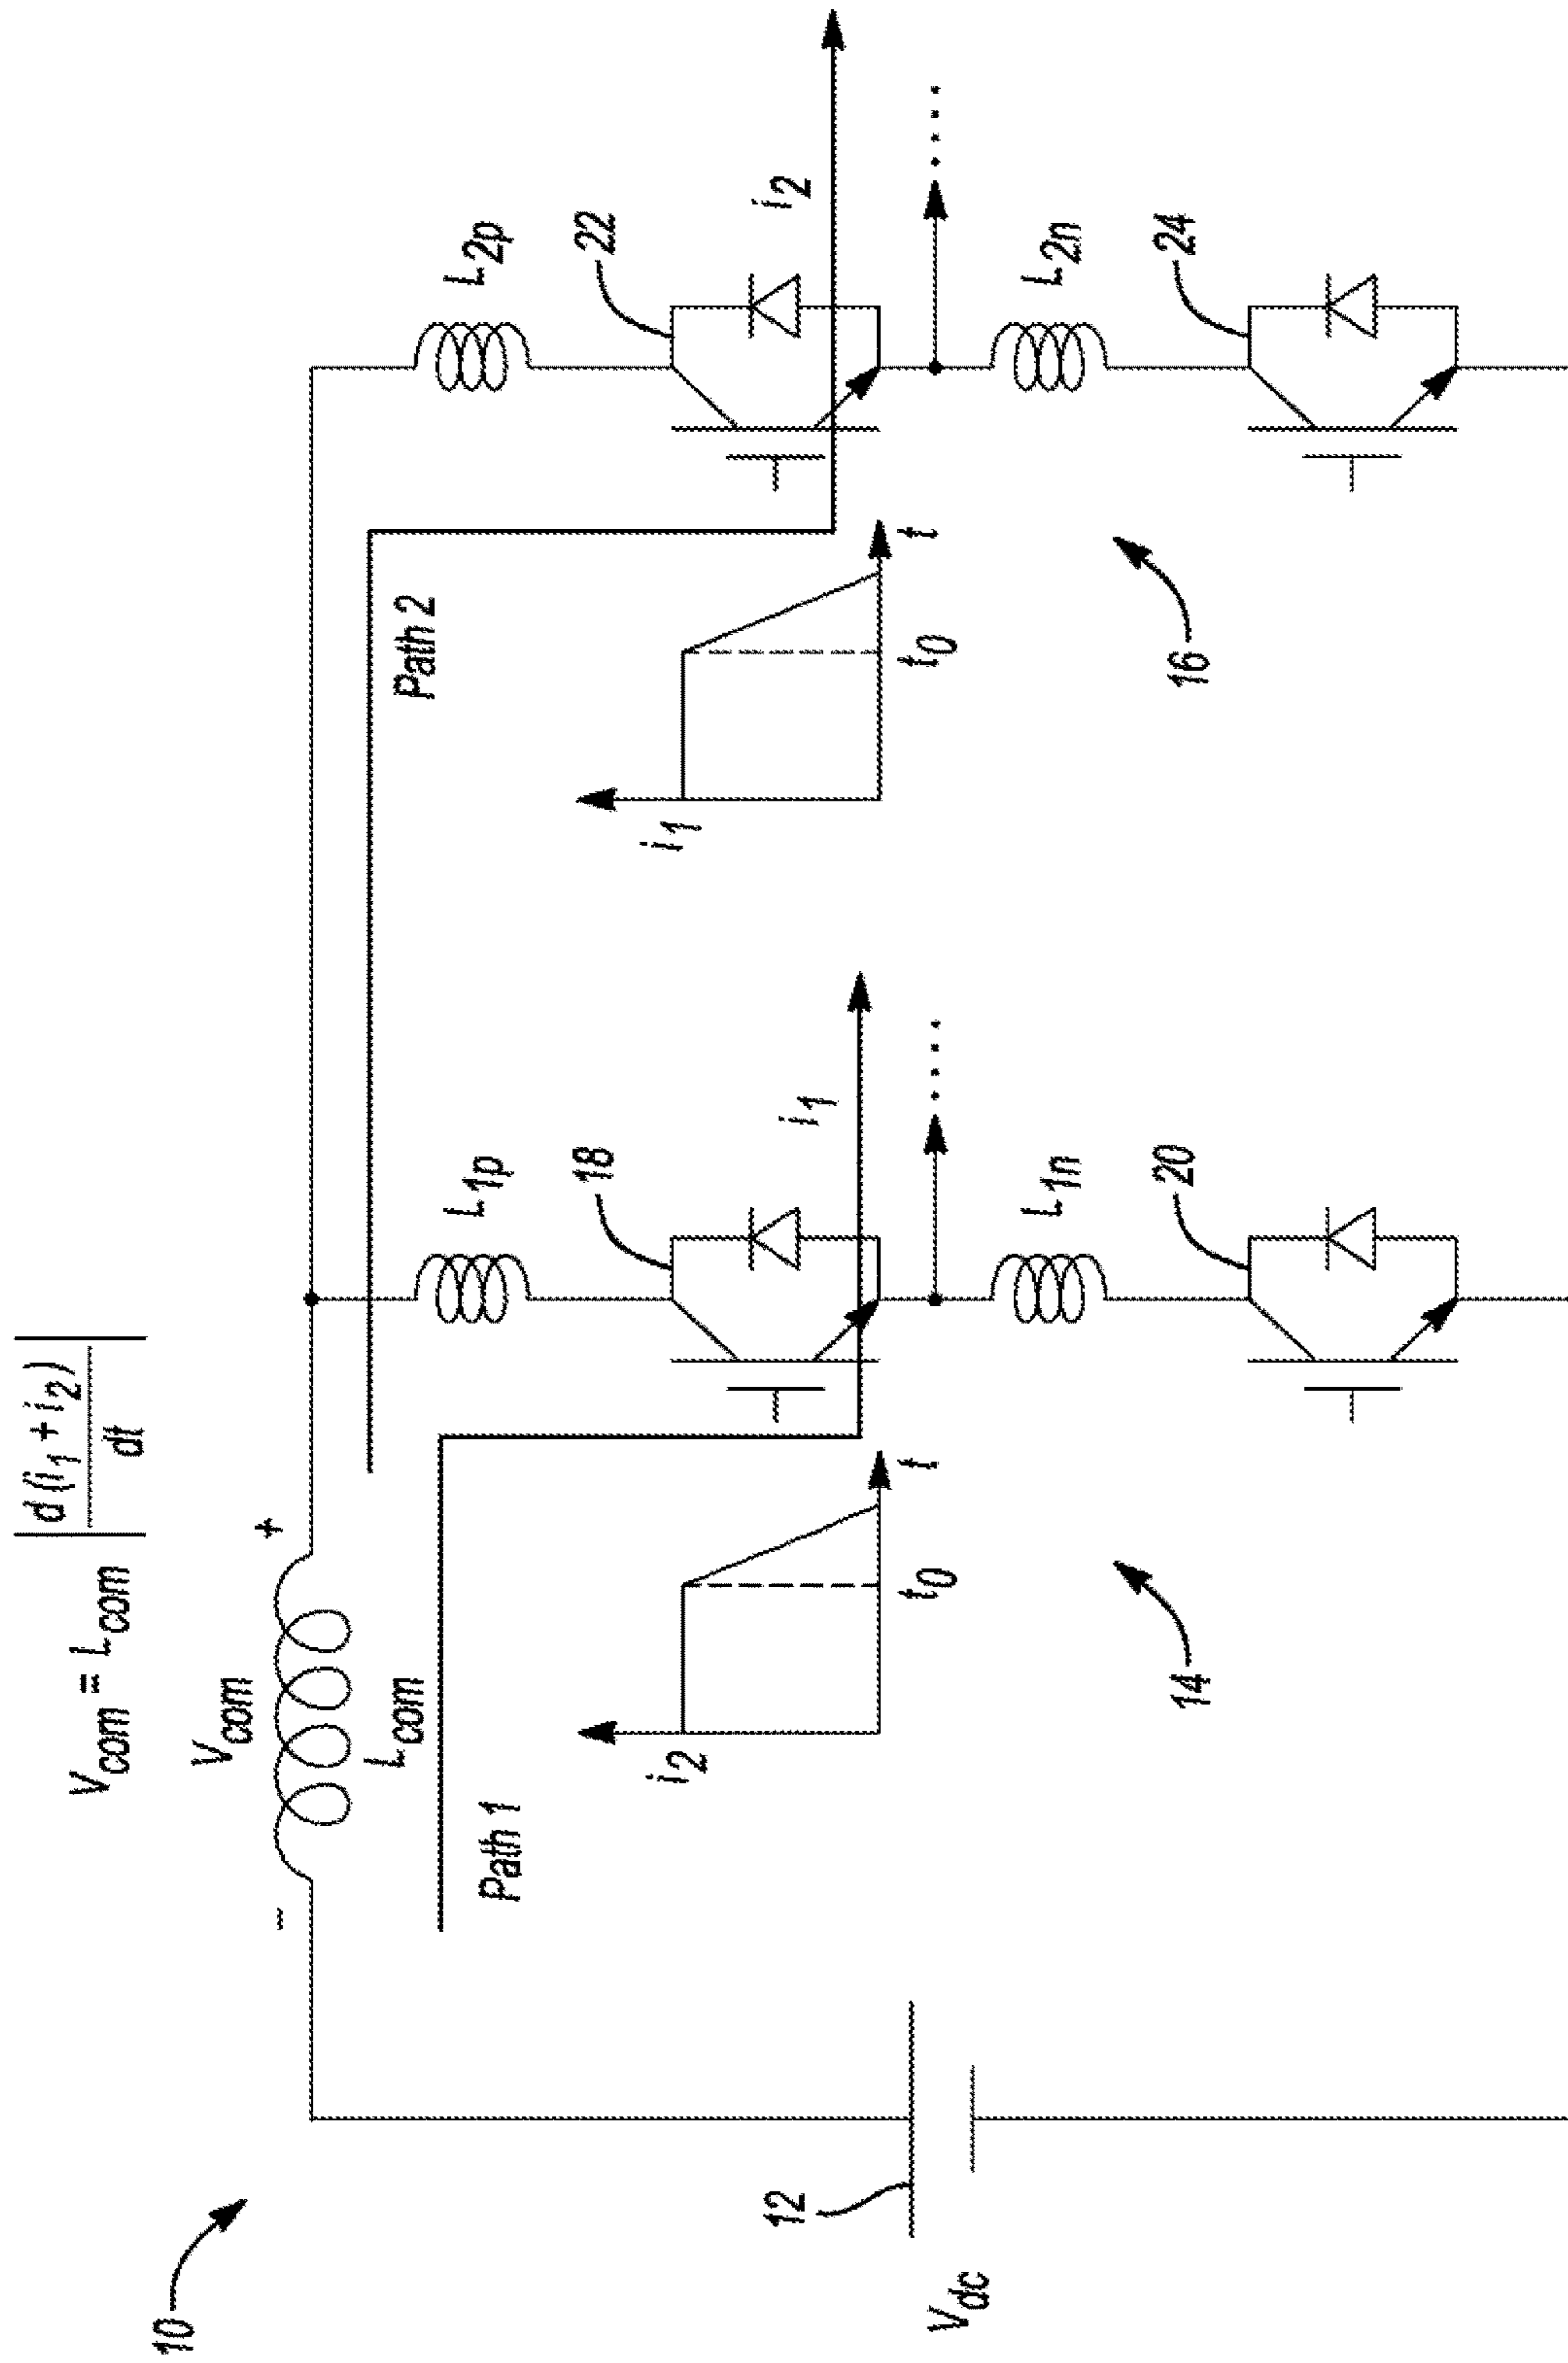 10
V_com = L_com |d (i_1 + i_2) / dt|
- V_com +
L_com
Path 1
Path 2
L_1p
L_2p
18
22
i_1
i_2
i_2
t_0
t
i_1
t_0
t
12
V_dc
L_1n
L_2n
14
20
16
24